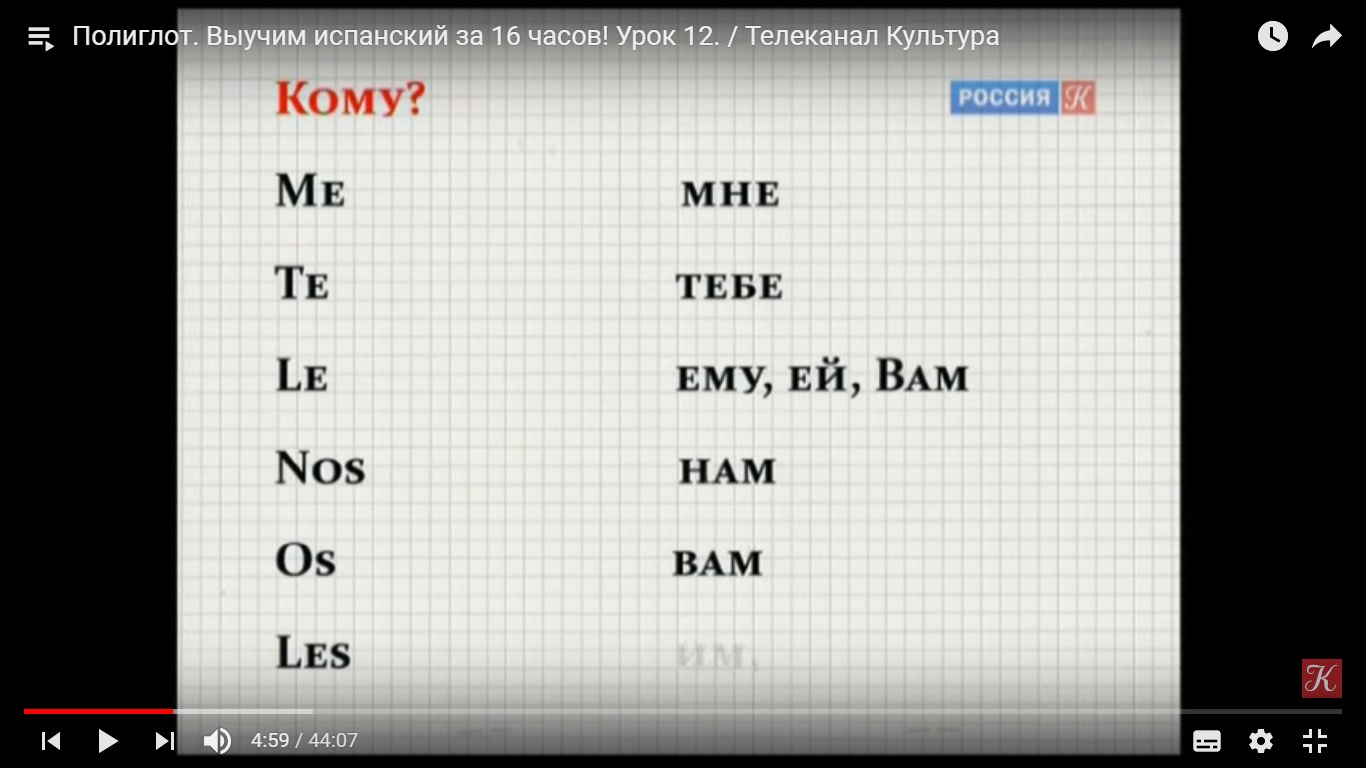 Полиглот. Выучим испанский за 16 часов! Урок 12. / Телеканал Культура
Кому?
РОССИЯ К
Me мне
Te тебе
Le ему, ей, Вам
Nos нам
Os вам
Les им,
K
4:59 / 44:07